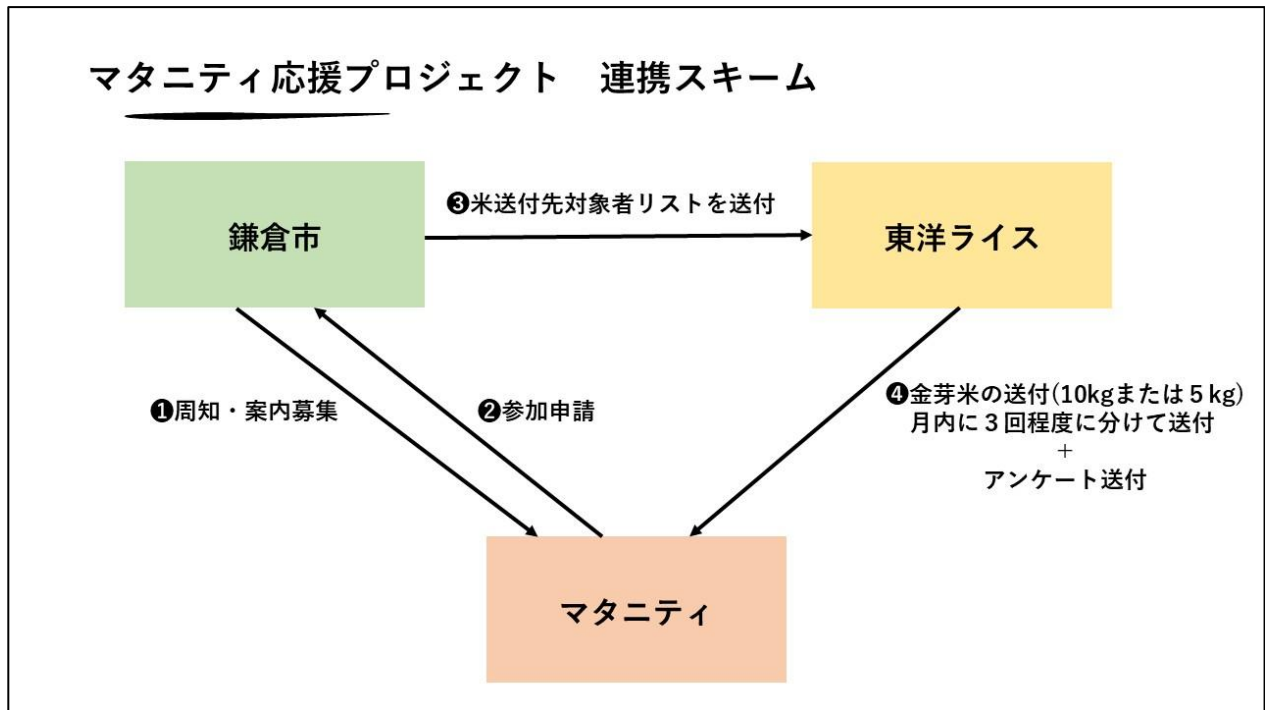 マタニティ応援プロジェクト　連携スキーム
鎌倉市
❸米送付先対象者リストを送付
東洋ライス
❶周知・案内募集
❷参加申請
❹金芽米の送付(10kgまたは５kg)
月内に３回程度に分けて送付
＋
アンケート送付
マタニティ